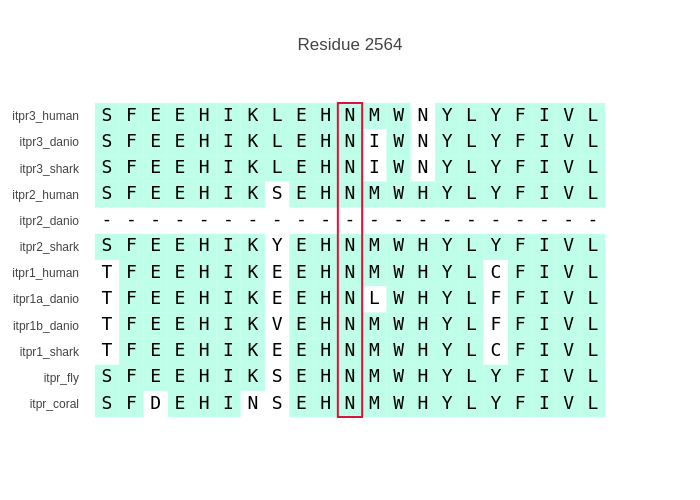 Residue 2564
itpr3_human S F E E H I K L E H N M W N Y L Y F I V L
itpr3_danio S F E E H I K L E H N I W N Y L Y F I V L
itpr3_shark S F E E H I K L E H N I W N Y L Y F I V L
itpr2_human S F E E H I K S E H N M W H Y L Y F I V L
itpr2_danio - - - - - - - - - - - - - - - - - - - - -
itpr2_shark S F E E H I K Y E H N M W H Y L Y F I V L
itpr1_human T F E E H I K E E H N M W H Y L C F I V L
itpr1a_danio T F E E H I K E E H N L W H Y L F F I V L
itpr1b_danio T F E E H I K V E H N M W H Y L F F I V L
itpr1_shark T F E E H I K E E H N M W H Y L C F I V L
itpr_fly S F E E H I K S E H N M W H Y L Y F I V L
itpr_coral S F D E H I N S E H N M W H Y L Y F I V L